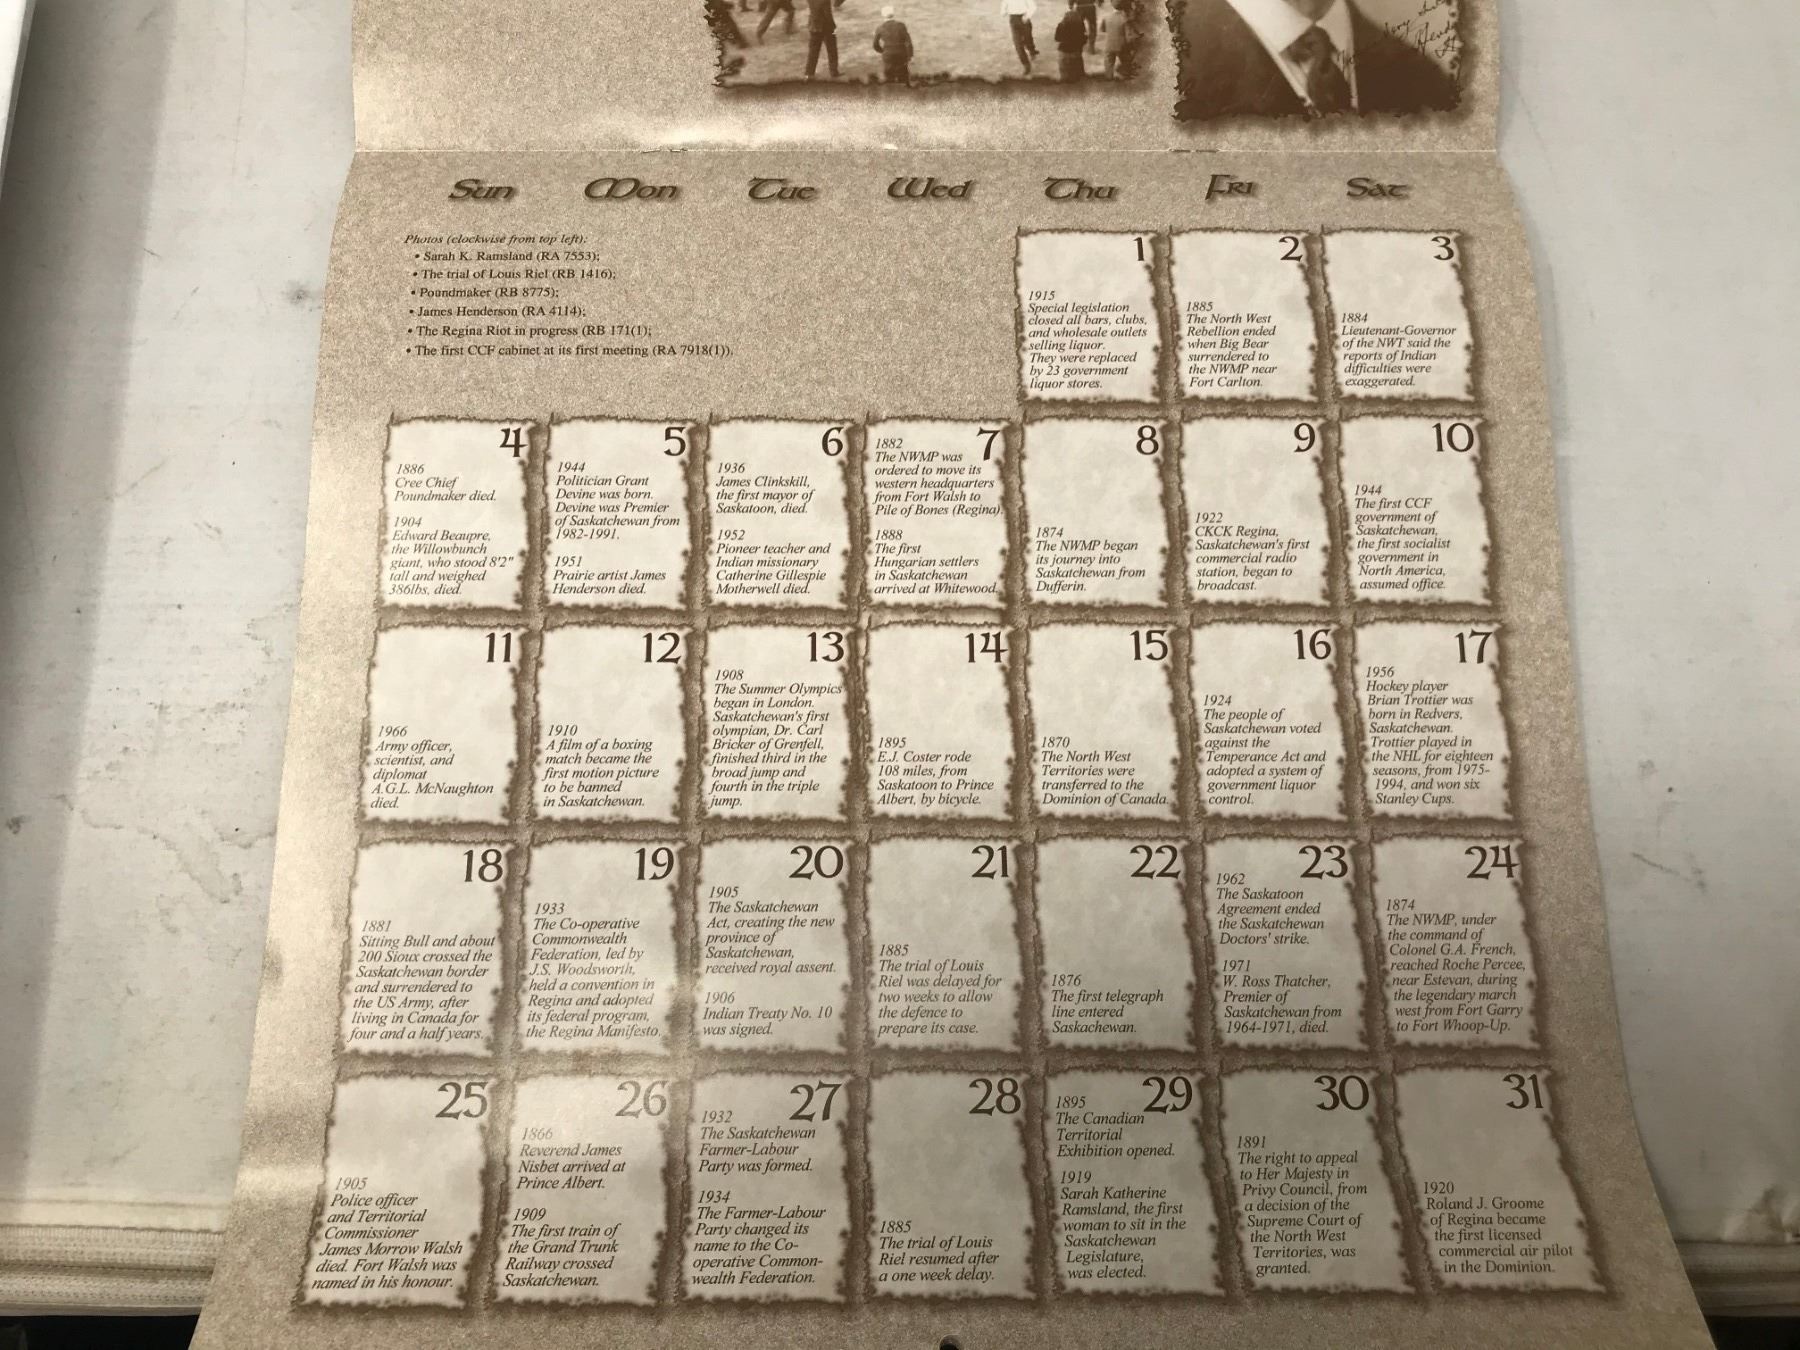 Sun Mon Tue Wed Thu Fri Sat
Photos (clockwise from top left):
• Sarah K. Ramsland (RA 7553);
• The trial of Louis Riel (RB 1416);
• Poundmaker (RB 8775);
• James Henderson (RA 4114);
• The Regina Riot in progress (RB 171(1);
• The first CCF cabinet at its first meeting (RA 7918(1)).
1
1915
Special legislation
closed all bars, clubs,
and wholesale outlets
selling liquor.
They were replaced
by 23 government
liquor stores.
2
1885
The North West
Rebellion ended
when Big Bear
surrendered to
the NWMP near
Fort Carlton.
3
1884
Lieutenant-Governor
of the NWT said the
reports of Indian
difficulties were
exaggerated.
4
1886
Cree Chief
Poundmaker died.
1904
Edward Beaupre,
the Willowbunch
giant, who stood 8'2"
tall and weighed
386lbs, died.
5
1944
Politician Grant
Devine was born.
Devine was Premier
of Saskatchewan from
1982-1991.
1951
Prairie artist James
Henderson died.
6
1936
James Clinkskill,
the first mayor of
Saskatoon, died.
1952
Pioneer teacher and
Indian missionary
Catherine Gillespie
Motherwell died.
7
1882
The NWMP was
ordered to move its
western headquarters
from Fort Walsh to
Pile of Bones (Regina).
1888
The first
Hungarian settlers
in Saskatchewan
arrived at Whitewood.
8
1874
The NWMP began
its journey into
Saskatchewan from
Dufferin.
9
1922
CKCK Regina,
Saskatchewan's first
commercial radio
station, began to
broadcast.
10
1944
The first CCF
government of
Saskatchewan,
the first socialist
government in
North America,
assumed office.
11
1966
Army officer,
scientist, and
diplomat
A.G.L. McNaughton
died.
12
1910
A film of a boxing
match became the
first motion picture
to be banned
in Saskatchewan.
13
1908
The Summer Olympics
began in London.
Saskatchewan's first
olympian, Dr. Carl
Bricker of Grenfell,
finished third in the
broad jump and
fourth in the triple
jump.
14
1895
E.J. Coster rode
108 miles, from
Saskatoon to Prince
Albert, by bicycle.
15
1870
The North West
Territories were
transferred to the
Dominion of Canada.
16
1924
The people of
Saskatchewan voted
against the
Temperance Act and
adopted a system of
government liquor
control.
17
1956
Hockey player
Brian Trottier was
born in Redvers,
Saskatchewan.
Trottier played in
the NHL for eighteen
seasons, from 1975-
1994, and won six
Stanley Cups.
18
1881
Sitting Bull and about
200 Sioux crossed the
Saskatchewan border
and surrendered to
the US Army, after
living in Canada for
four and a half years.
19
1933
The Co-operative
Commonwealth
Federation, led by
J.S. Woodsworth,
held a convention in
Regina and adopted
its federal program,
the Regina Manifesto.
20
1905
The Saskatchewan
Act, creating the new
province of
Saskatchewan,
received royal assent.
1906
Indian Treaty No. 10
was signed.
21
1885
The trial of Louis
Riel was delayed for
two weeks to allow
the defence to
prepare its case.
22
1876
The first telegraph
line entered
Saskachewan.
23
1962
The Saskatoon
Agreement ended
the Saskatchewan
Doctors' strike.
1971
W. Ross Thatcher,
Premier of
Saskatchewan from
1964-1971, died.
24
1874
The NWMP, under
the command of
Colonel G.A. French,
reached Roche Percee,
near Estevan, during
the legendary march
west from Fort Garry
to Fort Whoop-Up.
25
1905
Police officer
and Territorial
Commissioner
James Morrow Walsh
died. Fort Walsh was
named in his honour.
26
1866
Reverend James
Nisbet arrived at
Prince Albert.
1909
The first train of
the Grand Trunk
Railway crossed
Saskatchewan.
27
1932
The Saskatchewan
Farmer-Labour
Party was formed.
1934
The Farmer-Labour
Party changed its
name to the Co-
operative Common-
wealth Federation.
28
1885
The trial of Louis
Riel resumed after
a one week delay.
29
1895
The Canadian
Territorial
Exhibition opened.
1919
Sarah Katherine
Ramsland, the first
woman to sit in the
Saskatchewan
Legislature,
was elected.
30
1891
The right to appeal
to Her Majesty in
Privy Council, from
a decision of the
Supreme Court of
the North West
Territories, was
granted.
31
1920
Roland J. Groome
of Regina became
the first licensed
commercial air pilot
in the Dominion.